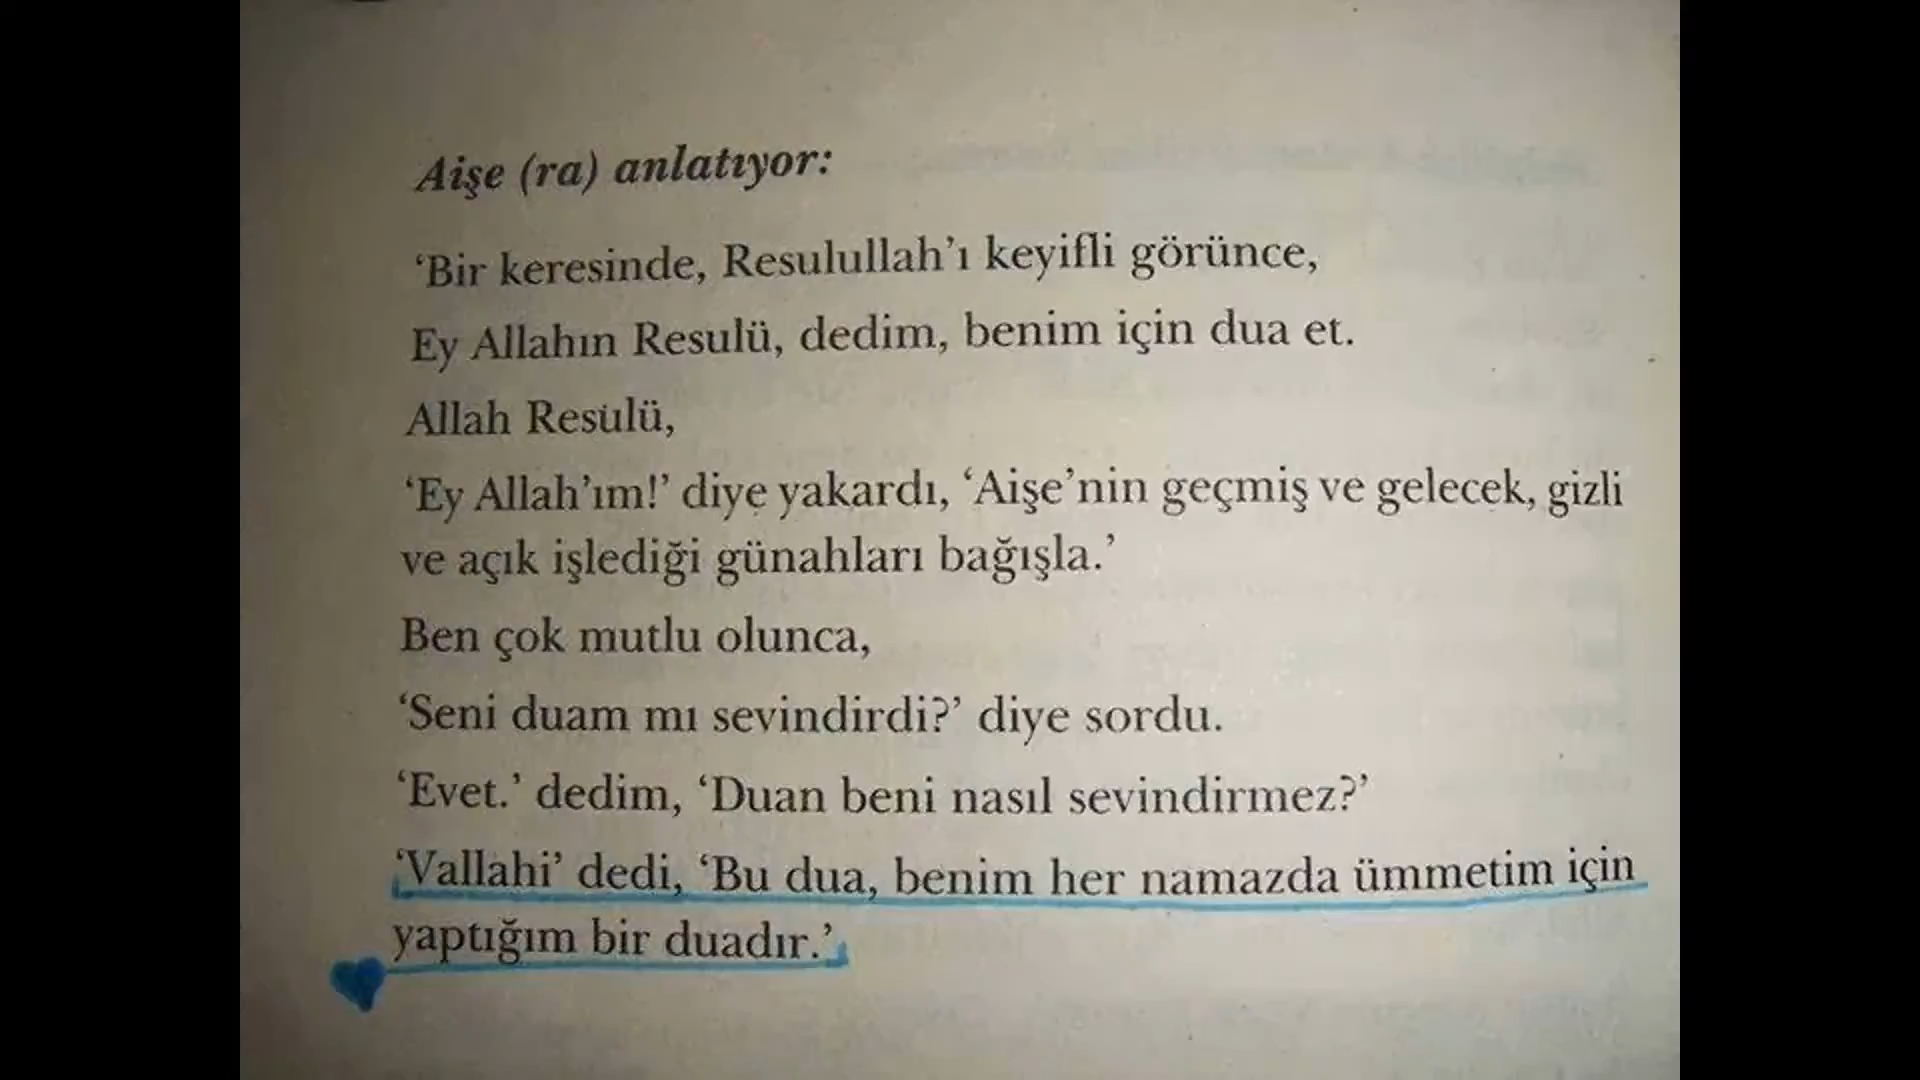 Aişe (ra) anlatıyor:
‘Bir keresinde, Resulullah’ı keyifli görünce,
Ey Allahın Resulü, dedim, benim için dua et.
Allah Resulü,
‘Ey Allah’ım!’ diye yakardı, ‘Aişe’nin geçmiş ve gelecek, gizli
ve açık işlediği günahları bağışla.’
Ben çok mutlu olunca,
‘Seni duam mı sevindirdi?’ diye sordu.
‘Evet.’ dedim, ‘Duan beni nasıl sevindirmez?’
‘Vallahi’ dedi, ‘Bu dua, benim her namazda ümmetim için
yaptığım bir duadır.’